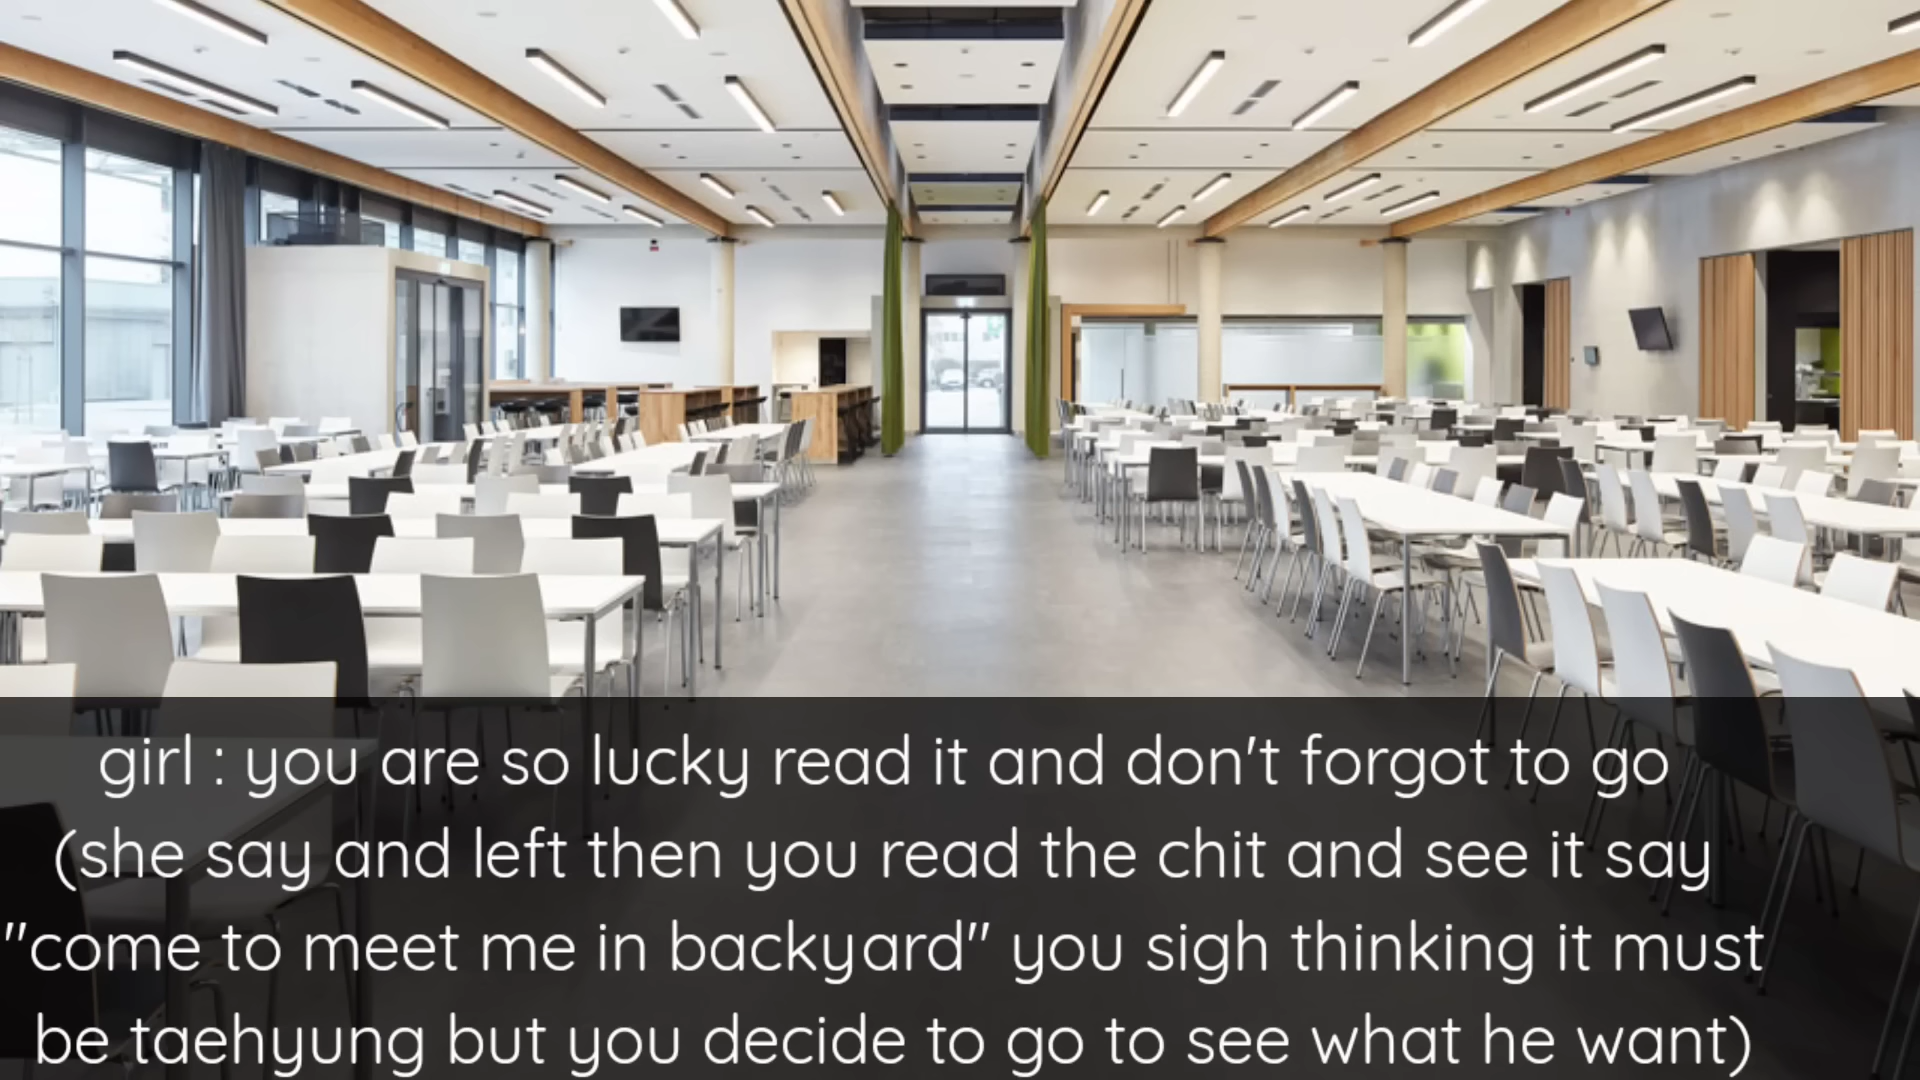 girl : you are so lucky read it and don't forgot to go
(she say and left then you read the chit and see it say
"come to meet me in backyard" you sigh thinking it must
be taehyung but you decide to go to see what he want)